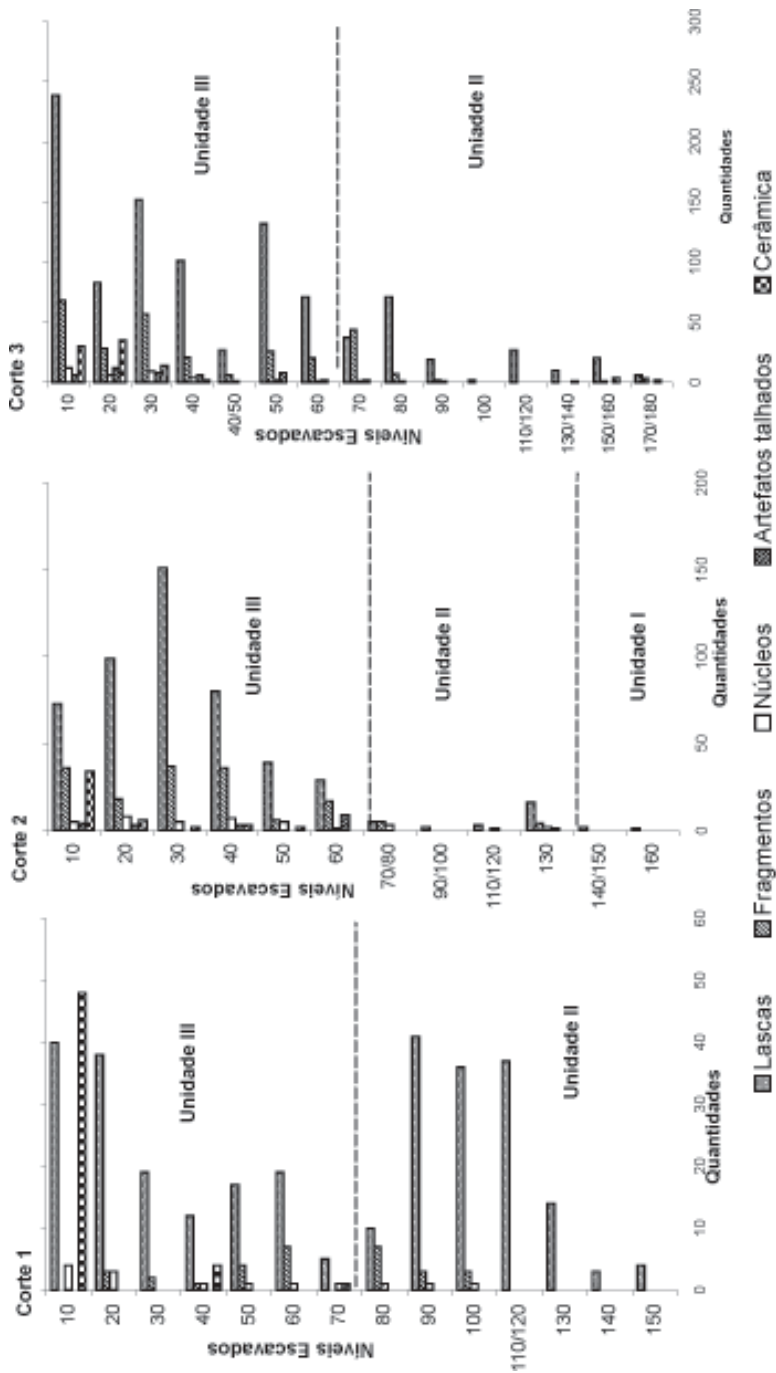 Corte 1
Níveis Escavados
10
20
30
40
50
60
70
80
90
100
110/120
130
140
150
Unidade III
Unidade II
0
10
20
30
40
50
60
Quantidades
Corte 2
Níveis Escavados
10
20
30
40
50
60
70/80
90/100
110/120
130
140/150
160
Unidade III
Unidade II
Unidade I
0
50
100
150
200
Quantidades
Corte 3
Níveis Escavados
10
20
30
40
40/50
50
60
70
80
90
100
110/120
130/140
150/160
170/180
Unidade III
Uniadde II
0
50
100
150
200
250
300
Quantidades
Lascas
Fragmentos
Núcleos
Artefatos talhados
Cerâmica